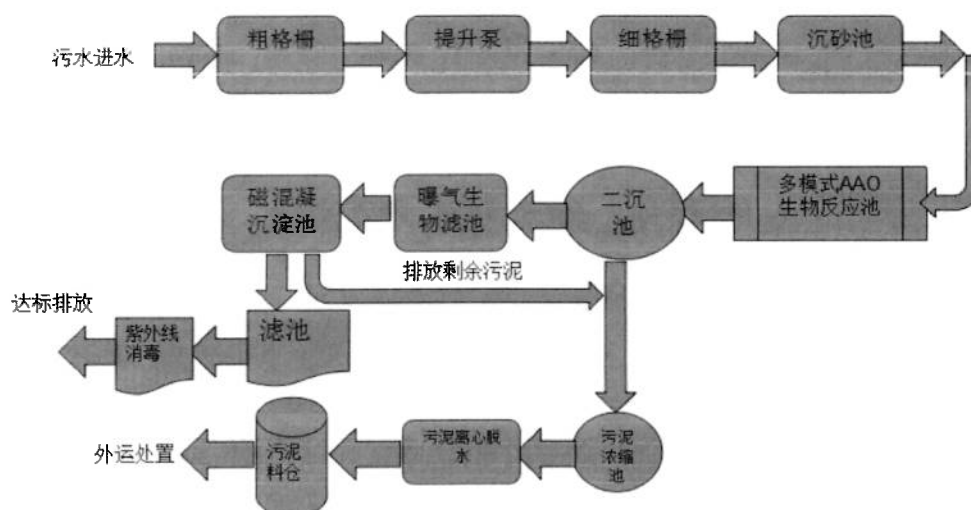 污水进水
粗格栅
提升泵
细格栅
沉砂池
磁混凝
沉淀池
曝气生
物滤池
二沉
池
多模式AAO
生物反应池
排放剩余污泥
达标排放
紫外线
消毒
滤池
外运处置
污泥
料仓
污泥离心脱
水
污泥
浓缩
池